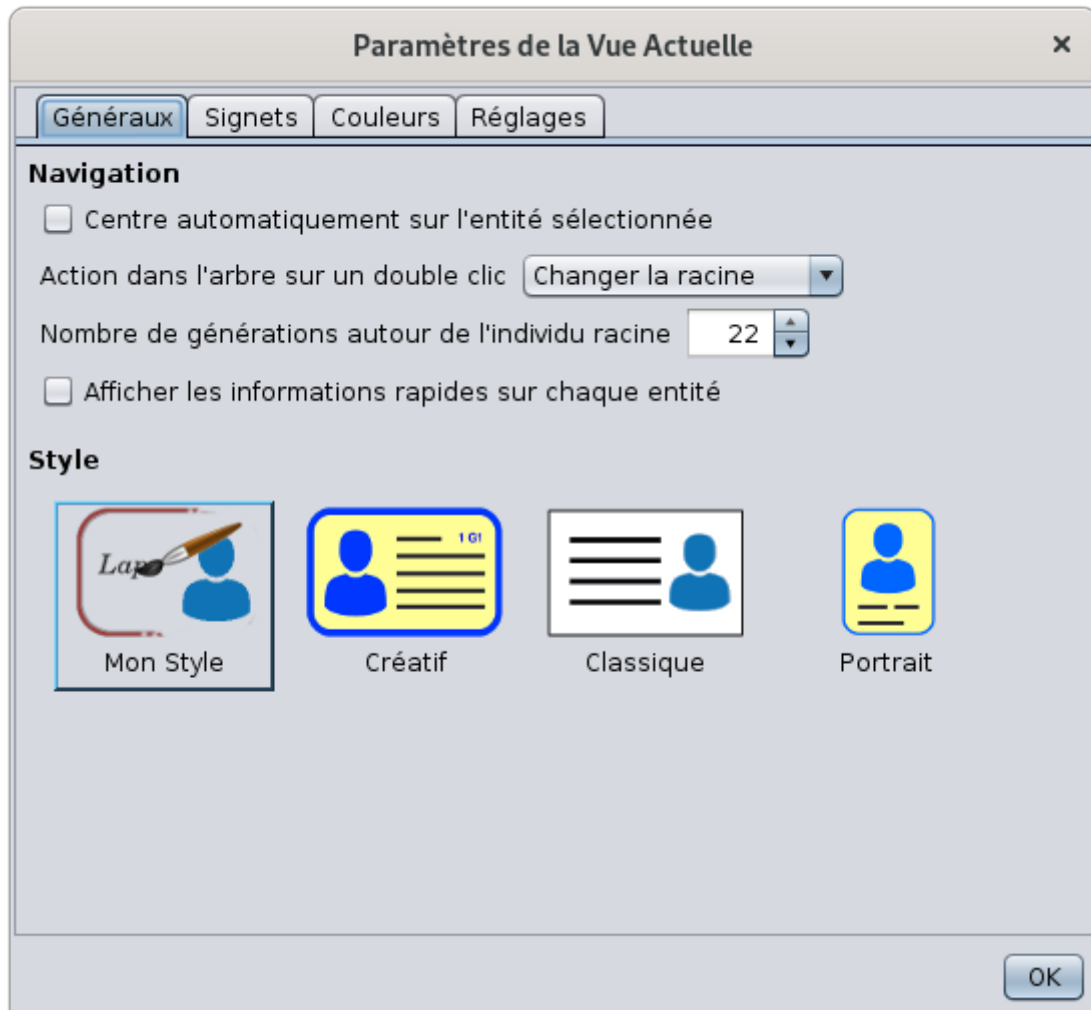 Paramètres de la Vue Actuelle
Généraux Signets Couleurs Réglages
Navigation
Centre automatiquement sur l'entité sélectionnée
Action dans l'arbre sur un double clic Changer la racine
Nombre de générations autour de l'individu racine 22
Afficher les informations rapides sur chaque entité
Style
Lap
1 G1
Mon Style Créatif Classique Portrait
OK